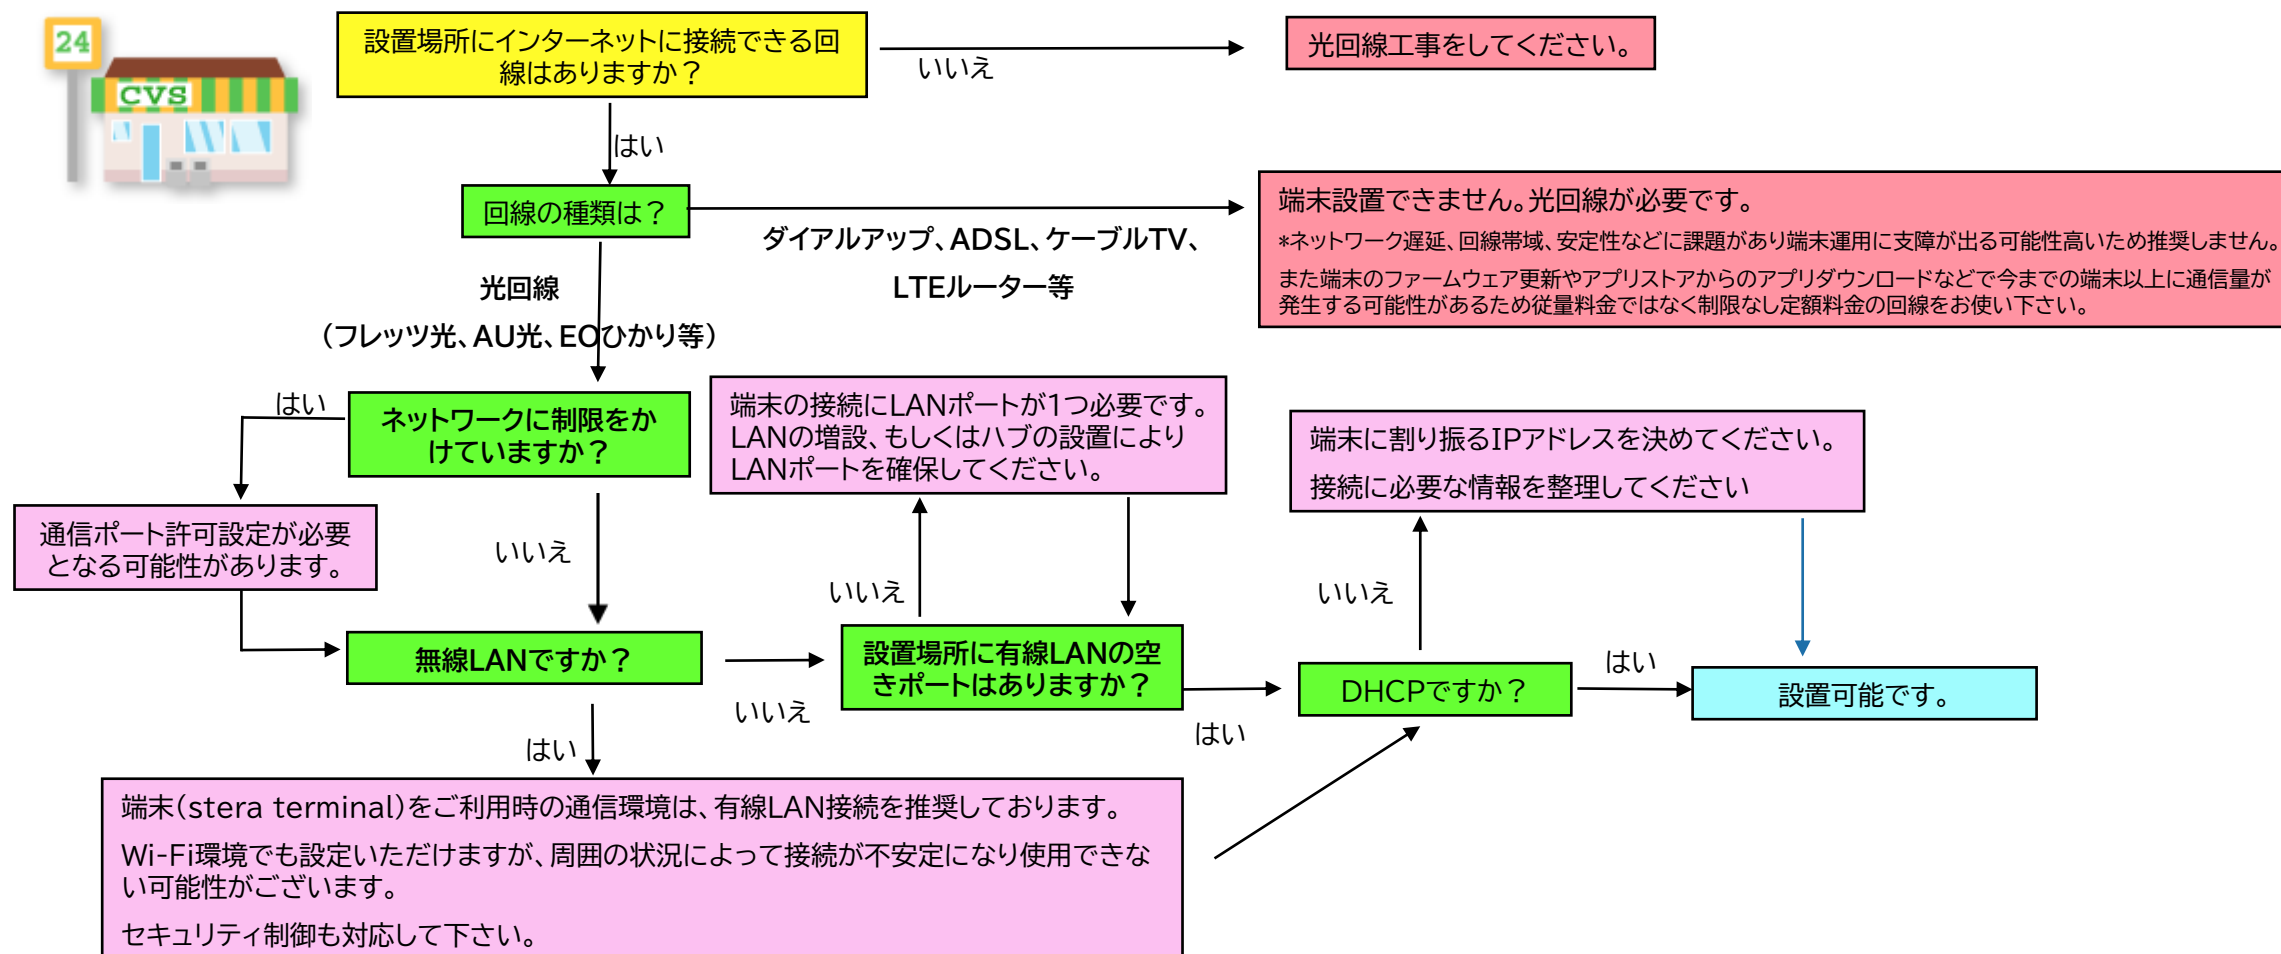 24
CVS
設置場所にインターネットに接続できる回
線はありますか？
いいえ
光回線工事をしてください。
はい
回線の種類は？
ダイアルアップ、ADSL、ケーブルTV、
LTEルーター等
端末設置できません。光回線が必要です。
*ネットワーク遅延、回線帯域、安定性などに課題があり端末運用に支障が出る可能性高いため推奨しません。
また端末のファームウェア更新やアプリストアからのアプリダウンロードなどで今までの端末以上に通信量が
発生する可能性があるため従量料金ではなく制限なし定額料金の回線をお使い下さい。
光回線
（フレッツ光、AU光、EOひかり等）
はい
ネットワークに制限をか
けていますか？
端末の接続にLANポートが1つ必要です。
LANの増設、もしくはハブの設置により
LANポートを確保してください。
端末に割り振るIPアドレスを決めてください。
接続に必要な情報を整理してください
通信ポート許可設定が必要
となる可能性があります。
いいえ
いいえ
いいえ
無線LANですか？
いいえ
設置場所に有線LANの空
きポートはありますか？
はい
DHCPですか？
はい
設置可能です。
はい
端末（stera terminal）をご利用時の通信環境は、有線LAN接続を推奨しております。
Wi-Fi環境でも設定いただけますが、周囲の状況によって接続が不安定になり使用できな
い可能性がございます。
セキュリティ制御も対応して下さい。